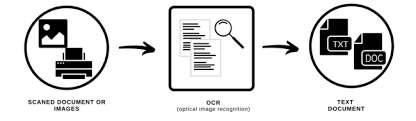 TXT
DOC
SCANED DOCUMENT OR
IMAGES
OCR
(optical image recognition)
TEXT
DOCUMENT